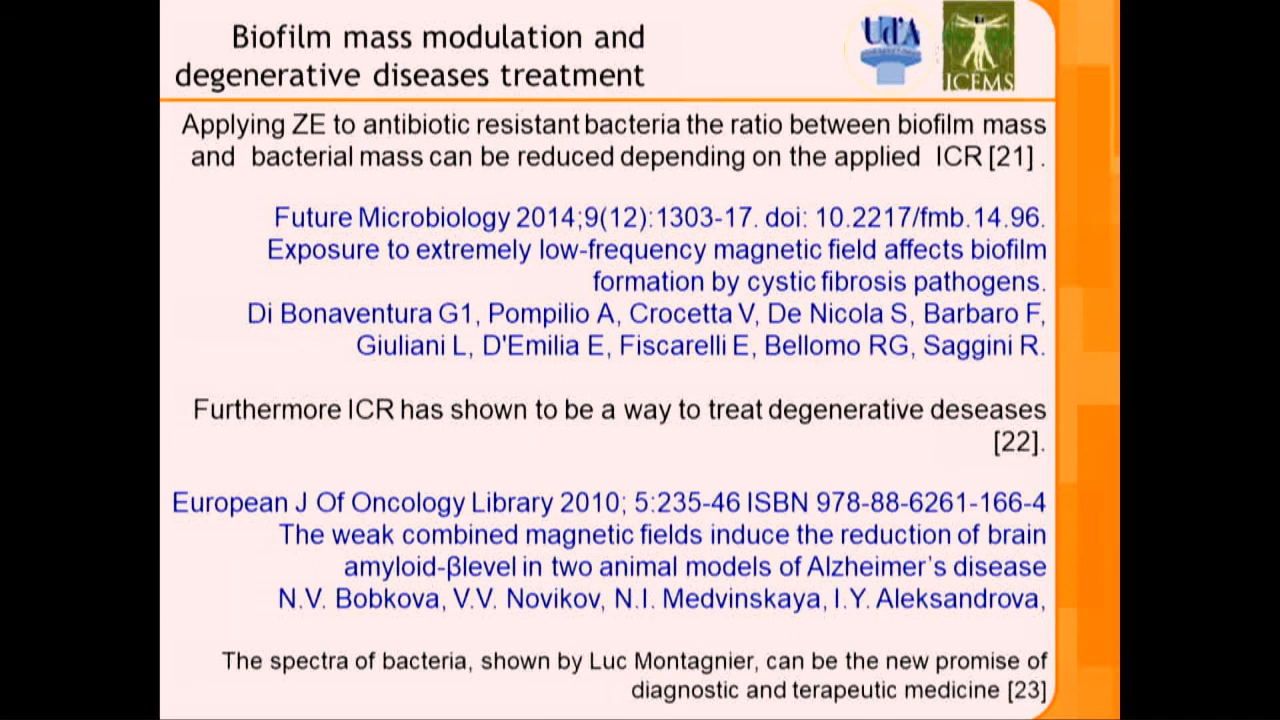 Biofilm mass modulation and
degenerative diseases treatment
Ud'A
ICEMS
Applying ZE to antibiotic resistant bacteria the ratio between biofilm mass
and bacterial mass can be reduced depending on the applied ICR [21] .
Future Microbiology 2014;9(12):1303-17. doi: 10.2217/fmb.14.96.
Exposure to extremely low-frequency magnetic field affects biofilm
formation by cystic fibrosis pathogens.
Di Bonaventura G1, Pompilio A, Crocetta V, De Nicola S, Barbaro F,
Giuliani L, D'Emilia E, Fiscarelli E, Bellomo RG, Saggini R.
Furthermore ICR has shown to be a way to treat degenerative deseases
[22].
European J Of Oncology Library 2010; 5:235-46 ISBN 978-88-6261-166-4
The weak combined magnetic fields induce the reduction of brain
amyloid-βlevel in two animal models of Alzheimer's disease
N.V. Bobkova, V.V. Novikov, N.I. Medvinskaya, I.Y. Aleksandrova,
The spectra of bacteria, shown by Luc Montagnier, can be the new promise of
diagnostic and terapeutic medicine [23]